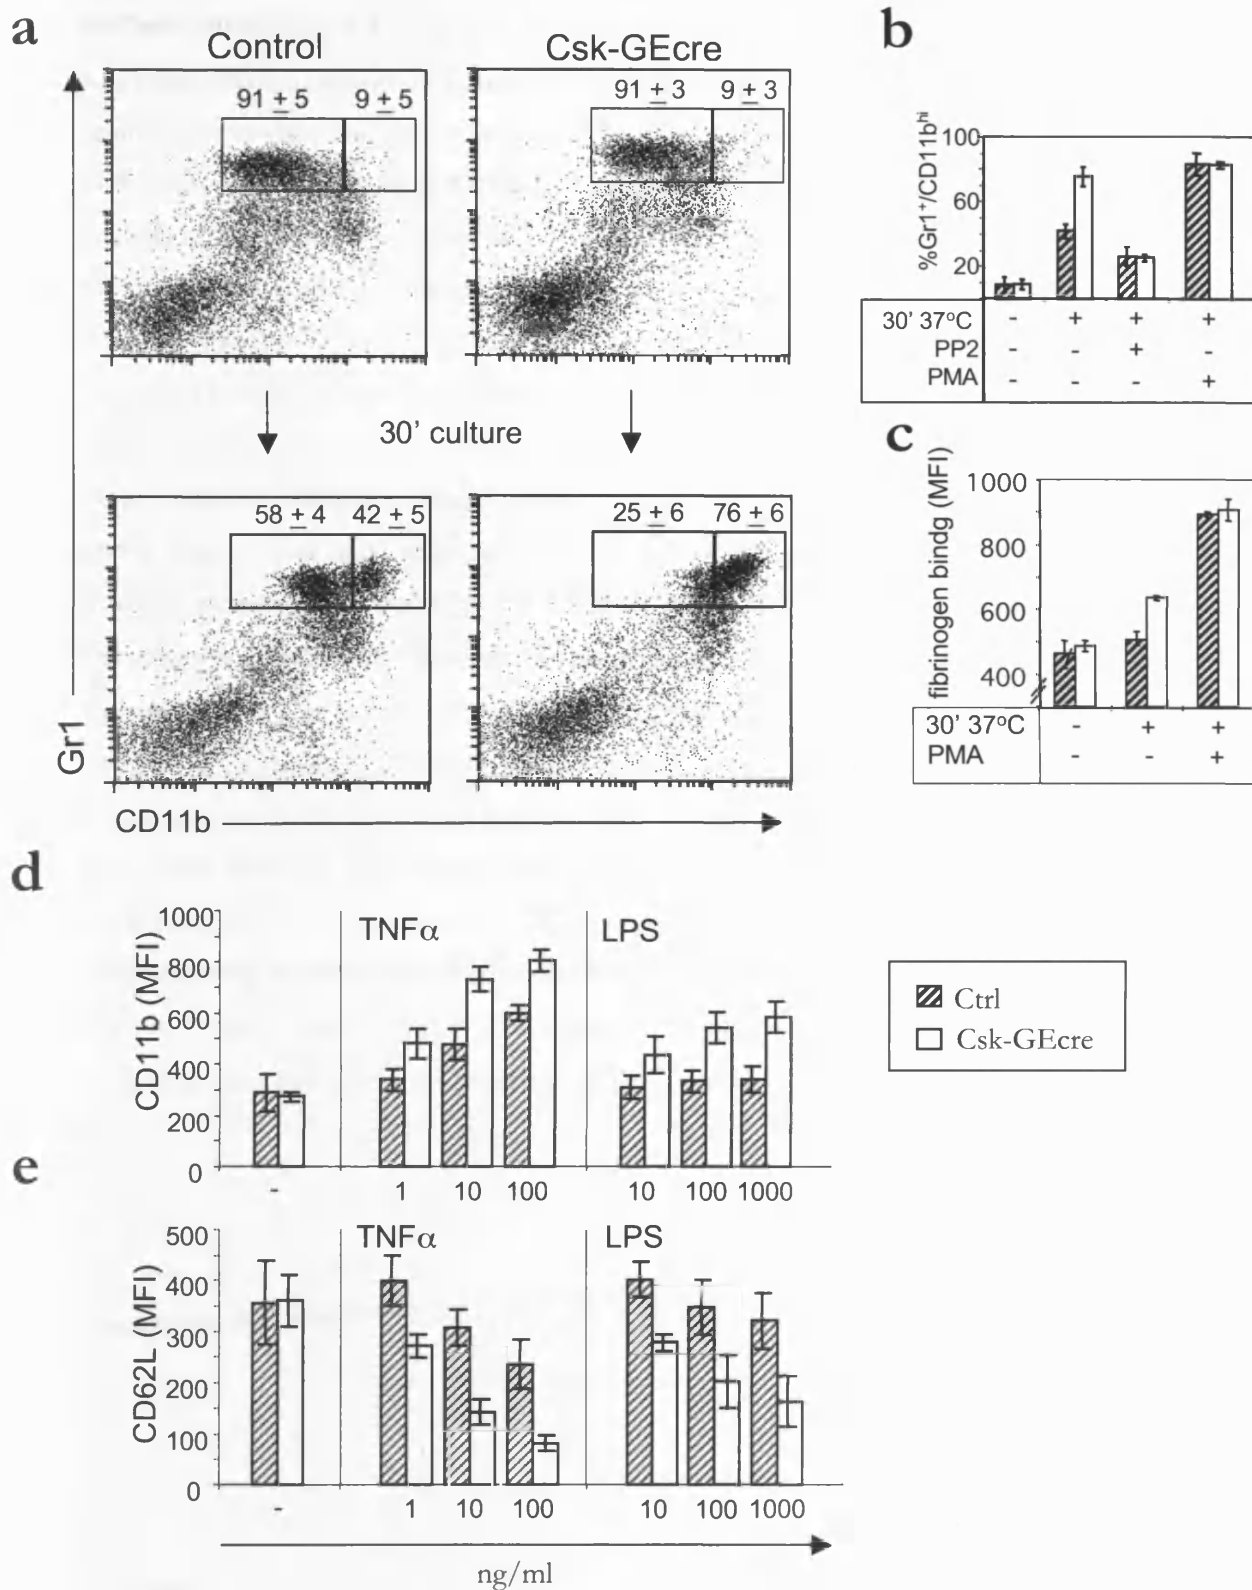 a
Control
Csk-GEcre
91 ± 5
9 ± 5
91 ± 3
9 ± 3
30’ culture
58 ± 4
42 ± 5
25 ± 6
76 ± 6
Gr1
CD11b
b
%Gr1+/CD11bhi
100
60
20
30' 37°C - + + +
PP2 - - + -
PMA - - - +
c
fibrinogen bindg (MFI)
1000
800
600
400
30' 37°C - + +
PMA - - +
d
CD11b (MFI)
1000
800
600
400
300
200
0
TNFα
LPS
- 1 10 100 10 100 1000
Ctrl
Csk-GEcre
e
CD62L (MFI)
500
400
300
200
100
0
TNFα
LPS
- 1 10 100 10 100 1000
ng/ml